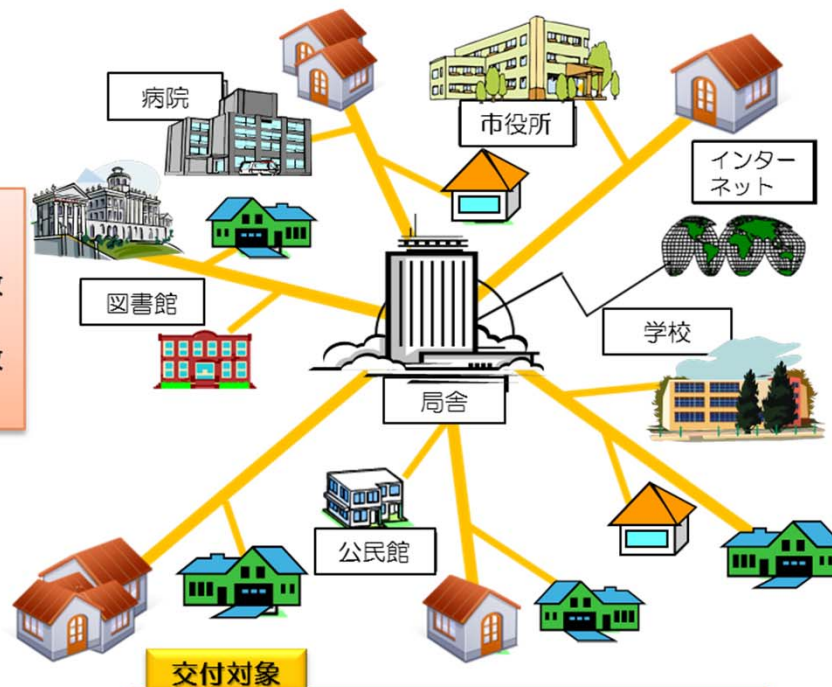 病院
市役所
インター
ネット
図書館
学校
局舎
公民館
交付対象